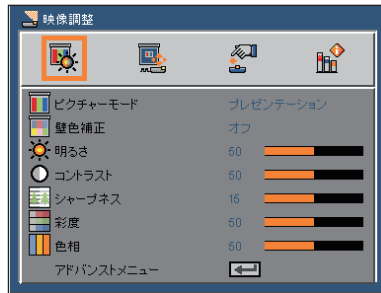 映像調整
ピクチャーモード プレゼンテーション
壁色補正 オフ
明るさ 50
コントラスト 50
シャープネス 15
彩度 50
色相 50
アドバンストメニュー